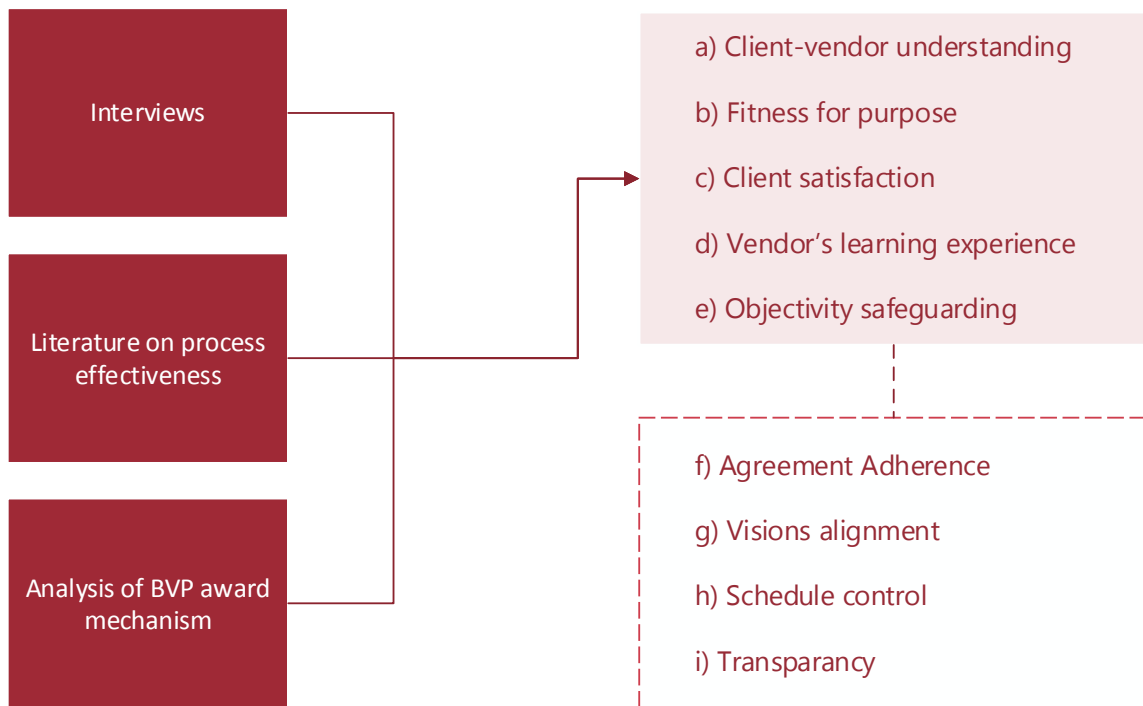 Interviews
Literature on process
effectiveness
Analysis of BVP award
mechanism
a) Client-vendor understanding
b) Fitness for purpose
c) Client satisfaction
d) Vendor’s learning experience
e) Objectivity safeguarding
f) Agreement Adherence
g) Visions alignment
h) Schedule control
i) Transparancy